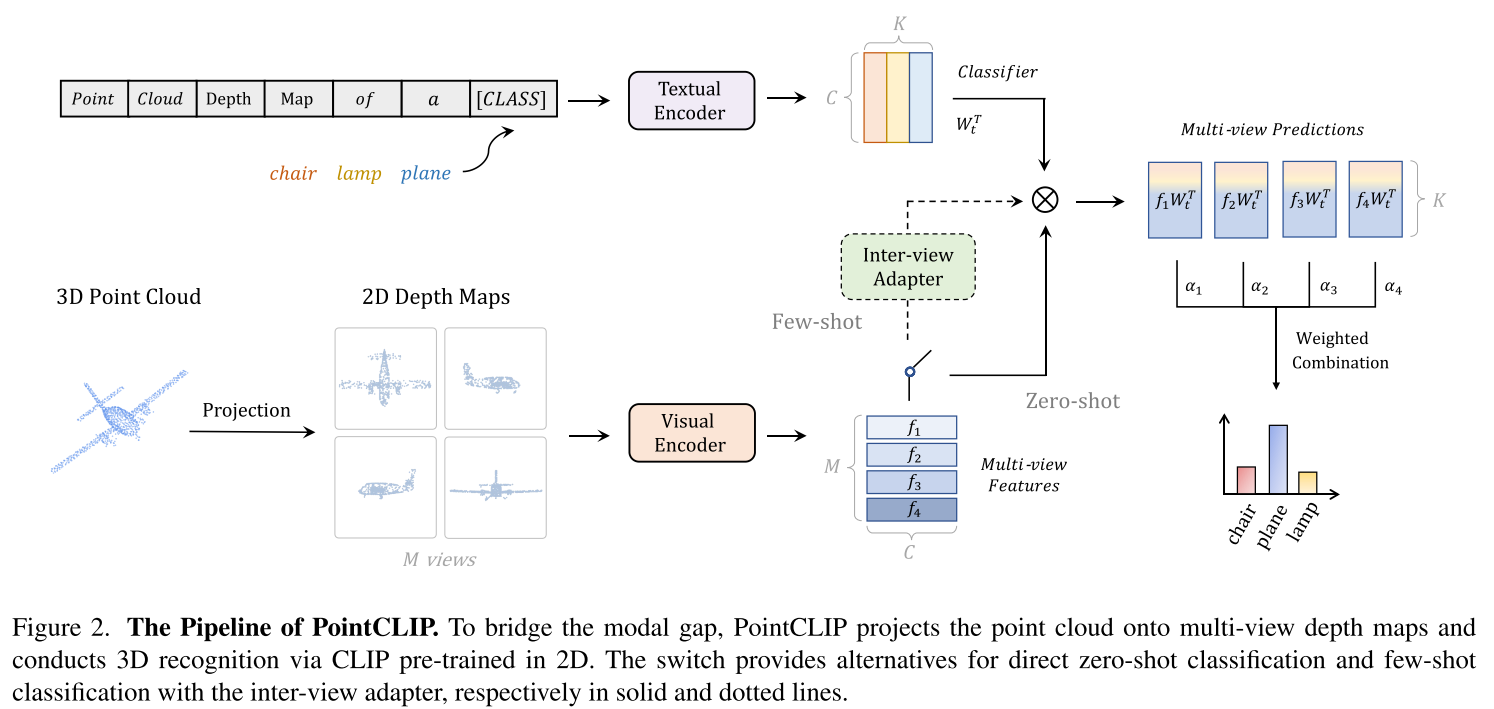 K
Point Cloud Depth Map of a [CLASS]
Textual
Encoder
C
Classifier
W_t^T
chair lamp plane
Multi-view Predictions
f_1W_t^T f_2W_t^T f_3W_t^T f_4W_t^T
K
Inter-view
Adapter
3D Point Cloud
2D Depth Maps
Few-shot
α_1 α_2 α_3 α_4
Weighted
Combination
Projection
Zero-shot
Visual
Encoder
M
f_1
f_2
f_3
f_4
Multi-view
Features
C
M views
chair
plane
lamp
Figure 2. The Pipeline of PointCLIP. To bridge the modal gap, PointCLIP projects the point cloud onto multi-view depth maps and
conducts 3D recognition via CLIP pre-trained in 2D. The switch provides alternatives for direct zero-shot classification and few-shot
classification with the inter-view adapter, respectively in solid and dotted lines.